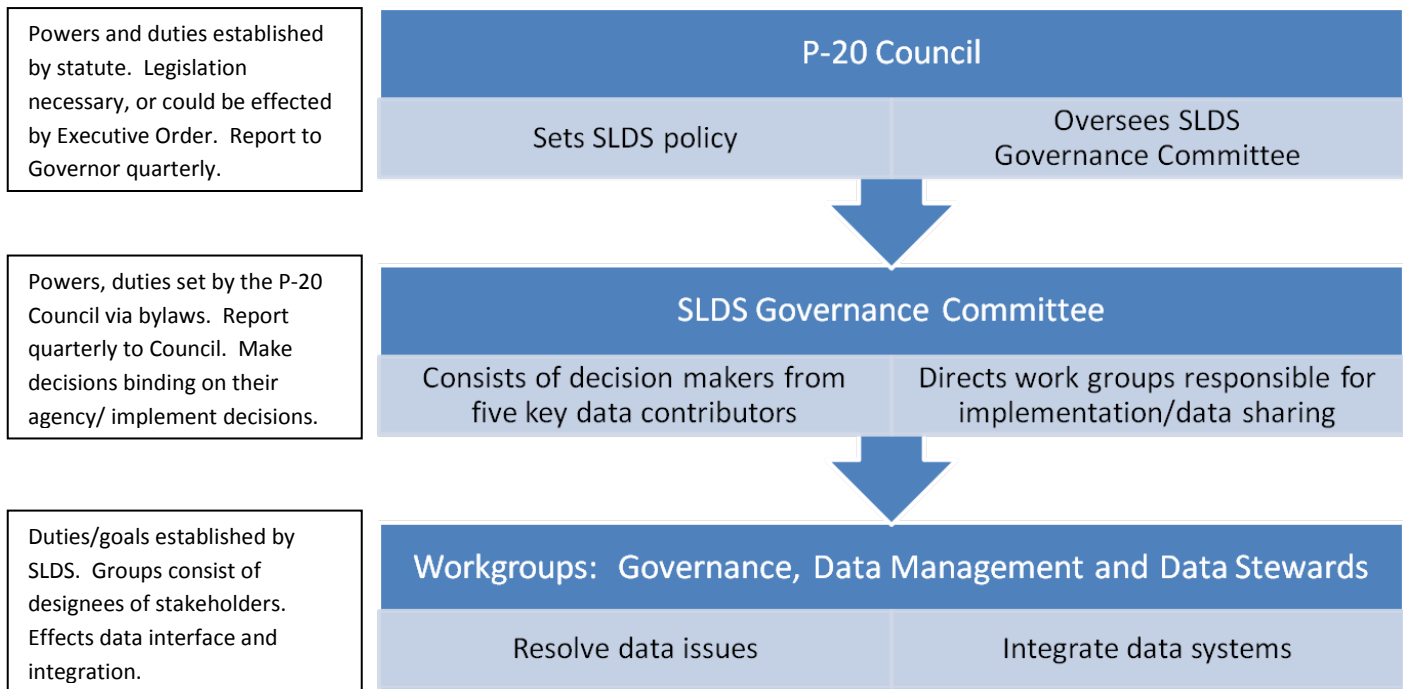 Powers and duties established
by statute.  Legislation
necessary, or could be effected
by Executive Order.  Report to
Governor quarterly.
P-20 Council
Sets SLDS policy
Oversees SLDS
Governance Committee
Powers, duties set by the P-20
Council via bylaws.  Report
quarterly to Council.  Make
decisions binding on their
agency/ implement decisions.
SLDS Governance Committee
Consists of decision makers from
five key data contributors
Directs work groups responsible for
implementation/data sharing
Duties/goals established by
SLDS.  Groups consist of
designees of stakeholders.
Effects data interface and
integration.
Workgroups:  Governance, Data Management and Data Stewards
Resolve data issues
Integrate data systems